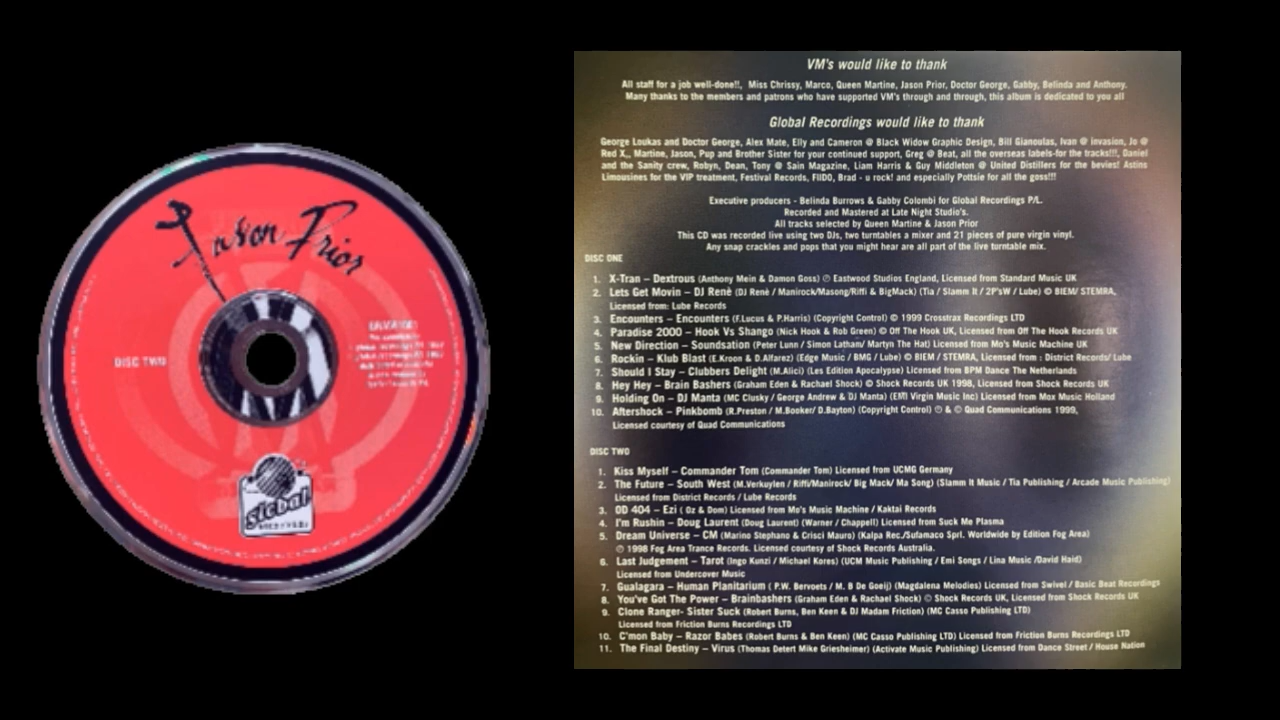 Jason Prior
DISC TWO
global
VM's would like to thank
All staff for a job well-done!!, Miss Chrissy, Marco, Queen Martine, Jason Prior, Doctor George, Gabby, Belinda and Anthony.
Many thanks to the members and patrons who have supported VM's through and through, this album is dedicated to you all
Global Recordings would like to thank
George Loukas and Doctor George, Alex Mate, Elly and Cameron @ Black Widow Graphic Design, Bill Gianoutas, Ivan @ invasion, Jo @
Red X,, Martine, Jason, Pup and Brother Sister for your continued support, Greg @ Beat, all the overseas labels-for the tracks!!!, Daniel
and the Sanity crew, Robyn, Dean, Tony @ Sain Magazine, Liam Harris & Guy Middleton @ United Distillers for the bevies! Astins
Limousines for the VIP treatment, Festival Records, FIIDO, Brad - u rock! and especially Pottsie for all the goss!!!
Executive producers - Belinda Burrows & Gabby Colombi for Global Recordings P/L.
Recorded and Mastered at Late Night Studio's.
All tracks selected by Queen Martine & Jason Prior
This CD was recorded live using two DJs, two turntables a mixer and 21 pieces of pure virgin vinyl.
Any snap crackles and pops that you might hear are all part of the live turntable mix.
DISC ONE
1. X-Tran – Dextrous (Anthony Mein & Damon Goss) ℗ Eastwood Studios England, Licensed from Standard Music UK
2. Lets Get Movin – DJ Renè (DJ Renè / Manirock/Masong/Riffi & BigMack) (Tia / Slamm It / 2P'sW / Lube) © BIEM/ STEMRA,
Licensed from: Lube Records
3. Encounters – Encounters (F.Lucus & P.Harris) (Copyright Control) © 1999 Crosstrax Recordings LTD
4. Paradise 2000 – Hook Vs Shango (Nick Hook & Rob Green) © Off The Hook UK, Licensed from Off The Hook Records UK
5. New Direction – Soundsation (Peter Lunn / Simon Latham/ Martyn The Hat) Licensed from Mo's Music Machine UK
6. Rockin – Klub Blast (E.Kroon & D.Alfarez) (Edge Music / BMG / Lube) © BIEM / STEMRA, Licensed from : District Records/ Lube
7. Should I Stay – Clubbers Delight (M.Alici) (Les Edition Apocalypse) Licensed from BPM Dance The Netherlands
8. Hey Hey – Brain Bashers (Graham Eden & Rachael Shock) © Shock Records UK 1998, Licensed from Shock Records UK
9. Holding On – DJ Manta (MC Clusky / George Andrew & DJ Manta) (EMI Virgin Music Inc) Licensed from Mox Music Holland
10. Aftershock – Pinkbomb (R.Preston / M.Booker/ D.Bayton) (Copyright Control) ℗ & © Quad Communications 1999,
Licensed courtesy of Quad Communications
DISC TWO
1. Kiss Myself – Commander Tom (Commander Tom) Licensed from UCMG Germany
2. The Future – South West (M.Verkuylen / Riffi/Manirock/ Big Mack/ Ma Song) (Slamm It Music / Tia Publishing / Arcade Music Publishing)
Licensed from District Records / Lube Records
3. OD 404 – Ezi ( Oz & Dom) Licensed from Mo's Music Machine / Kaktai Records
4. I'm Rushin – Doug Laurent (Doug Laurent) (Warner / Chappell) Licensed from Suck Me Plasma
5. Dream Universe – CM (Marino Stephano & Crisci Mauro) (Kalpa Rec./Sufamaco Sprl. Worldwide by Edition Fog Area)
℗ 1998 Fog Area Trance Records. Licensed courtesy of Shock Records Australia.
6. Last Judgement – Tarot (Ingo Kunzi / Michael Kores) (UCM Music Publishing / Emi Songs / Lina Music /David Haid)
Licensed from Undercover Music
7. Gualagara – Human Planitarium ( P.W. Bervoets / M. B De Goeij) (Magdalena Melodies) Licensed from Swivel / Basic Beat Recordings
8. You've Got The Power – Brainbashers (Graham Eden & Rachael Shock) © Shock Records UK, Licensed from Shock Records UK
9. Clone Ranger- Sister Suck (Robert Burns, Ben Keen & DJ Madam Friction) (MC Casso Publishing LTD)
Licensed from Friction Burns Recordings LTD
10. C'mon Baby – Razor Babes (Robert Burns & Ben Keen) (MC Casso Publishing LTD) Licensed from Friction Burns Recordings LTD
11. The Final Destiny – Virus (Thomas Detert Mike Griesheimer) (Activate Music Publishing) Licensed from Dance Street / House Nation